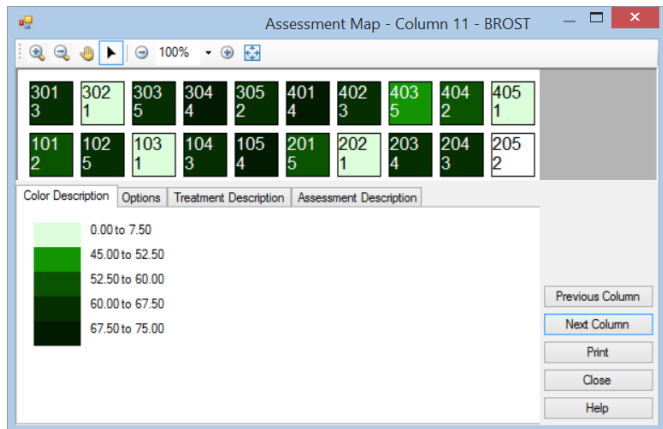 Assessment Map - Column 11 - BROST
100%
301 302 303 304 305 401 402 403 404 405
3 1 5 4 2 4 3 5 2 1
101 102 103 104 105 201 202 203 204 205
2 5 1 3 4 5 1 4 3 2
Color Description Options Treatment Description Assessment Description
0.00 to 7.50
45.00 to 52.50
52.50 to 60.00
60.00 to 67.50
67.50 to 75.00
Previous Column
Next Column
Print
Close
Help